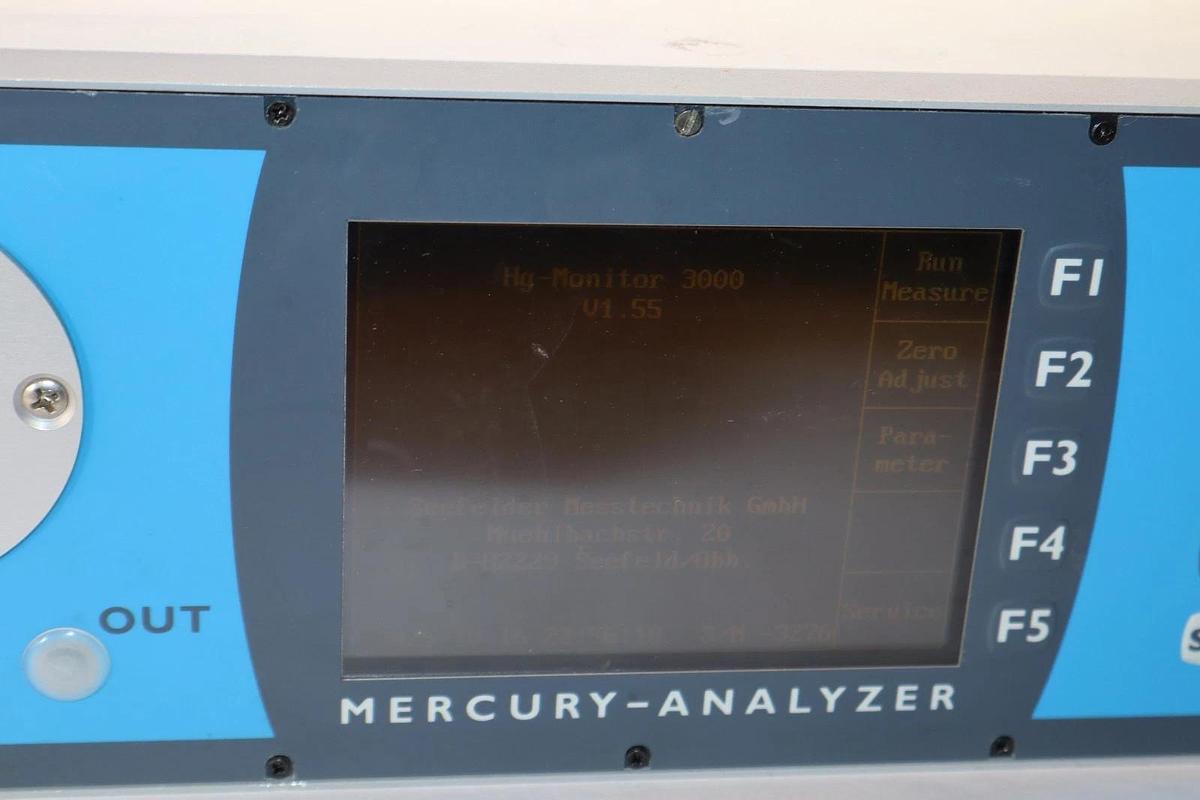 Hg-Monitor 3000
V1.55
Run
Measure
F1
Zero
Adjust
F2
Para-
meter
F3
Seefelder Messtechnik GmbH
Muehlbachstr. 20
D-82229 Seefeld/Obb.
F4
Service
F5
S/N
OUT
MERCURY-ANALYZER
S